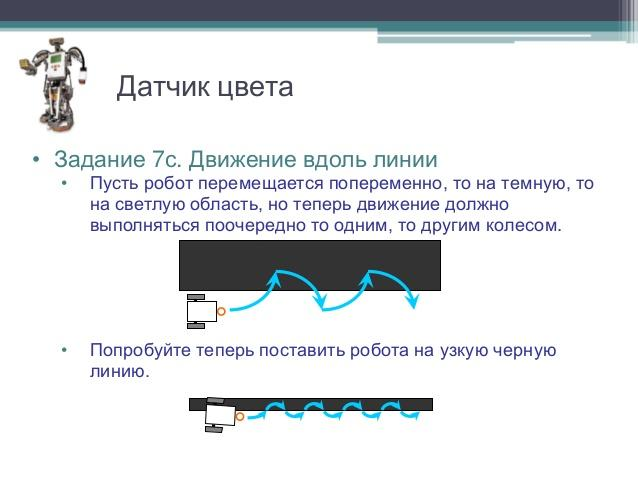 Датчик цвета
• Задание 7c. Движение вдоль линии
• Пусть робот перемещается попеременно, то на темную, то
на светлую область, но теперь движение должно
выполняться поочередно то одним, то другим колесом.
• Попробуйте теперь поставить робота на узкую черную
линию.